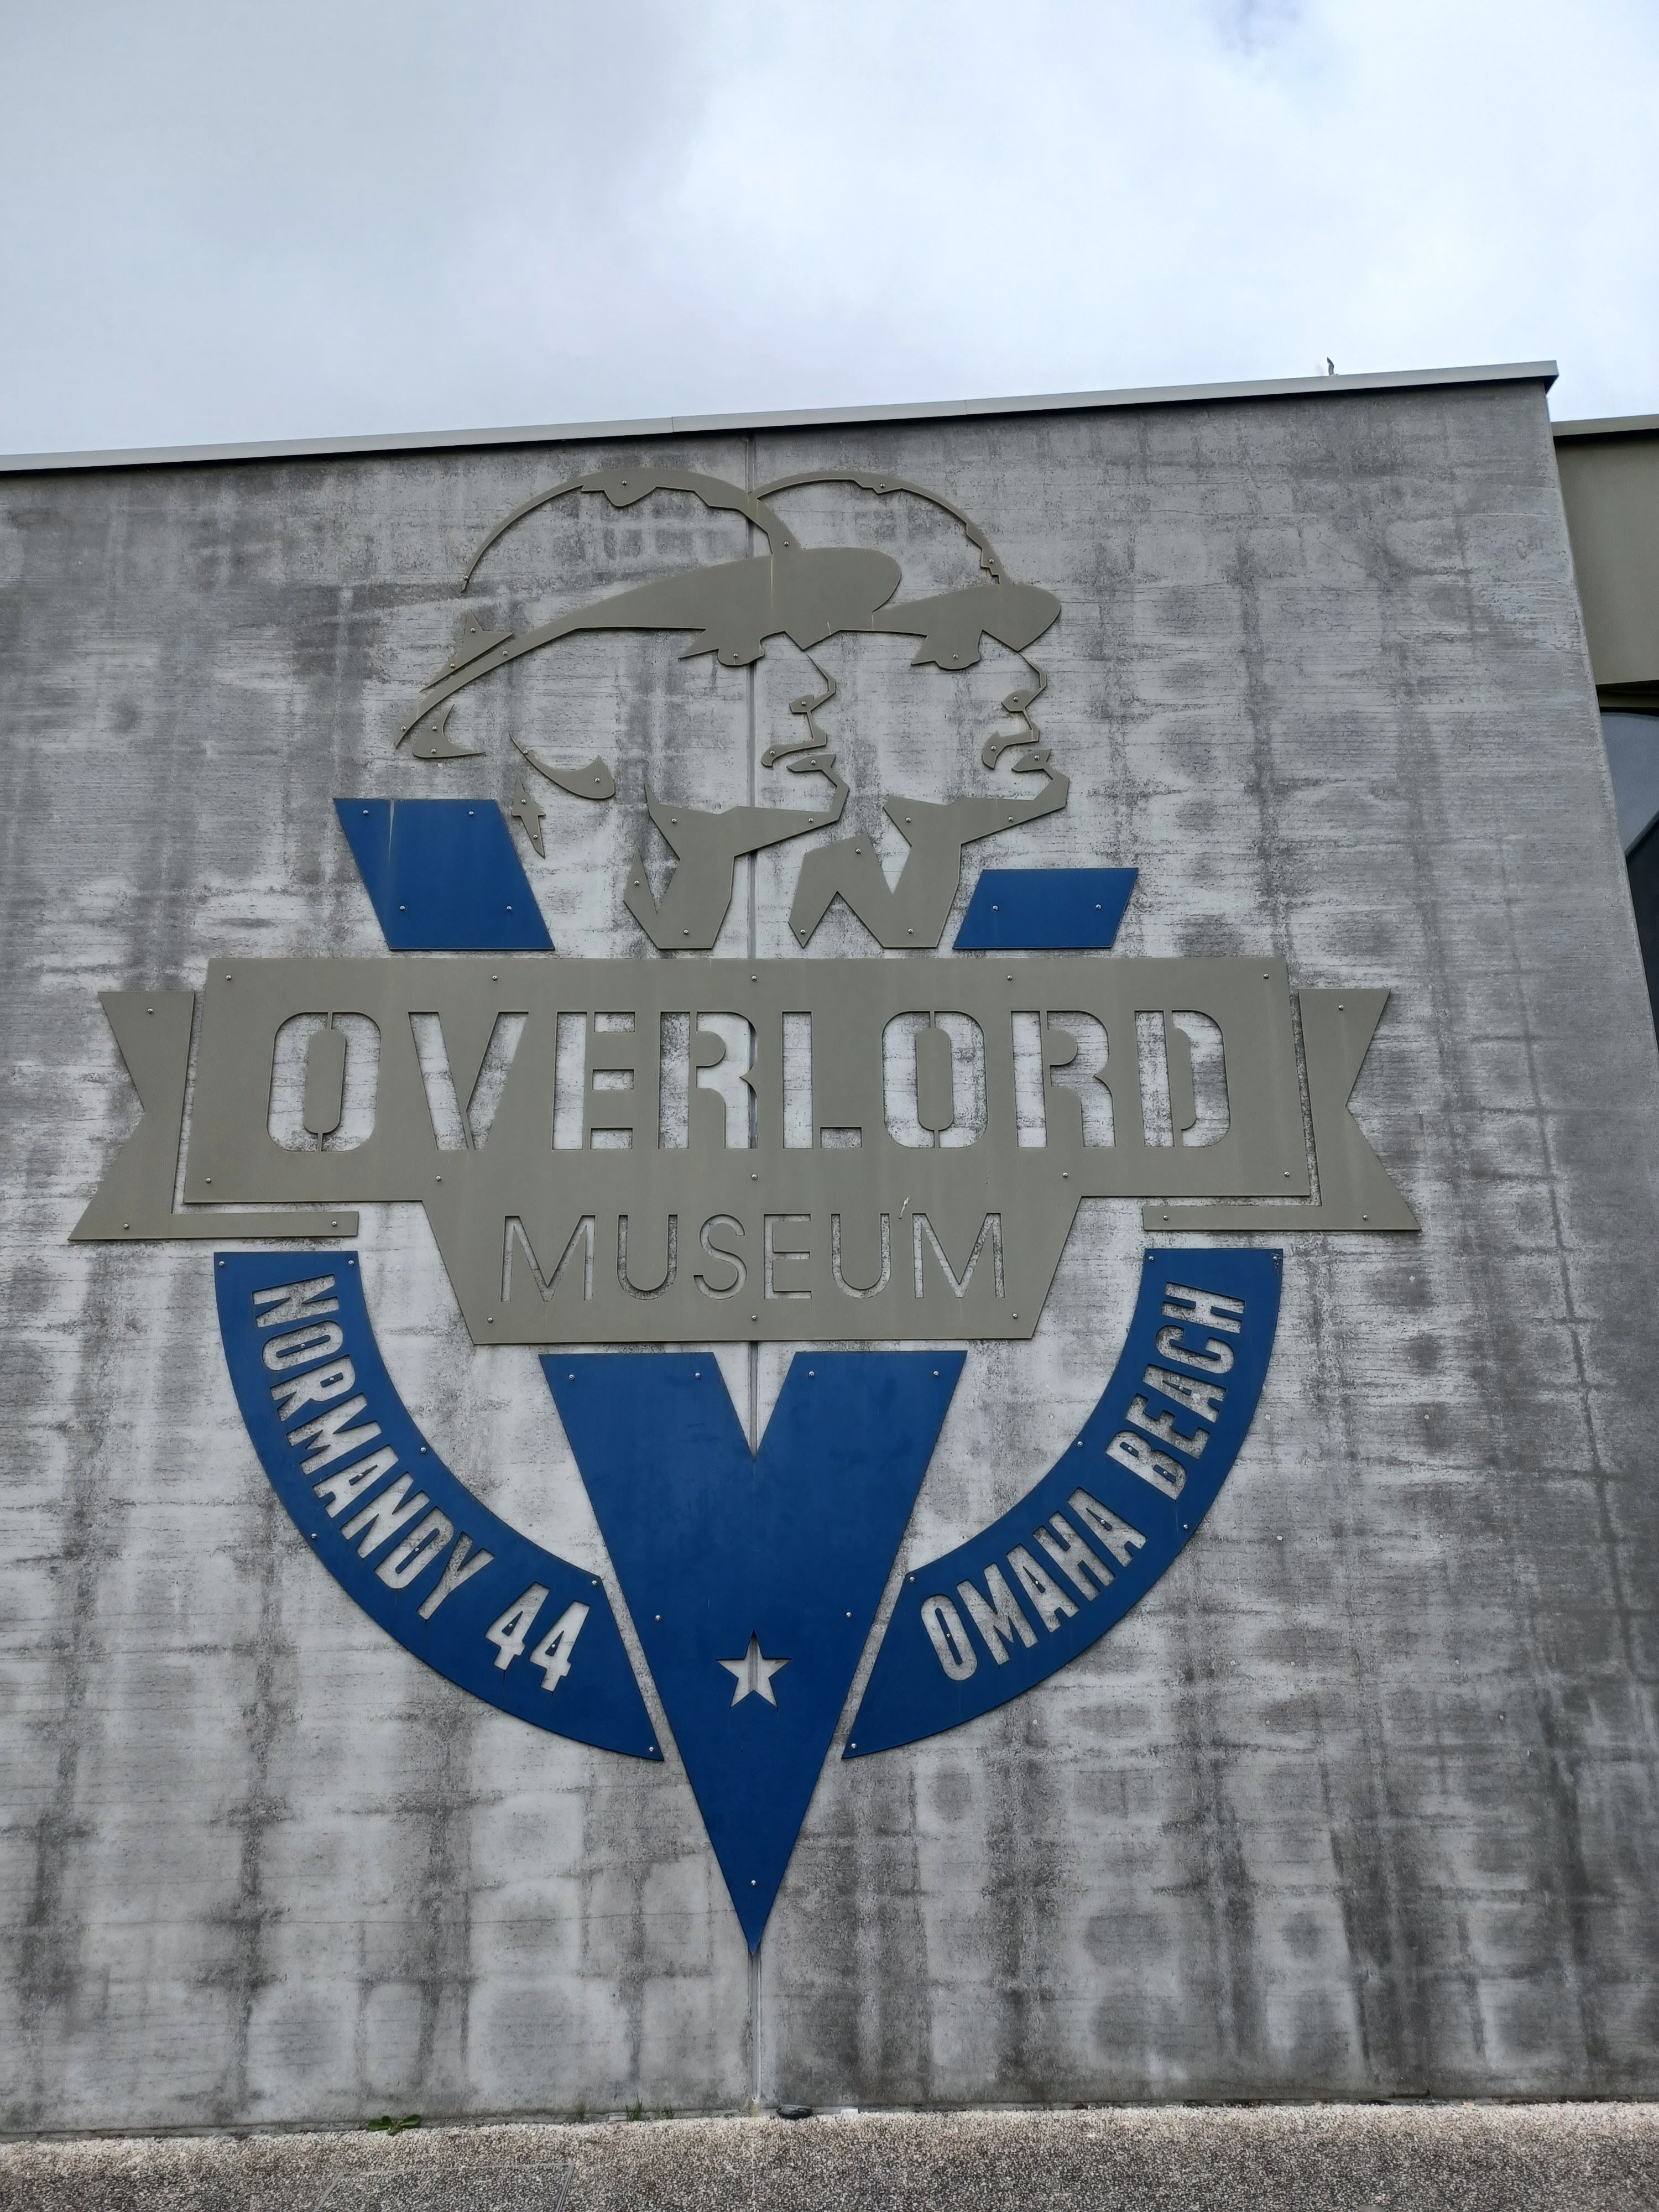 OVERLORD
MUSEUM
NORMANDY 44
OMAHA BEACH